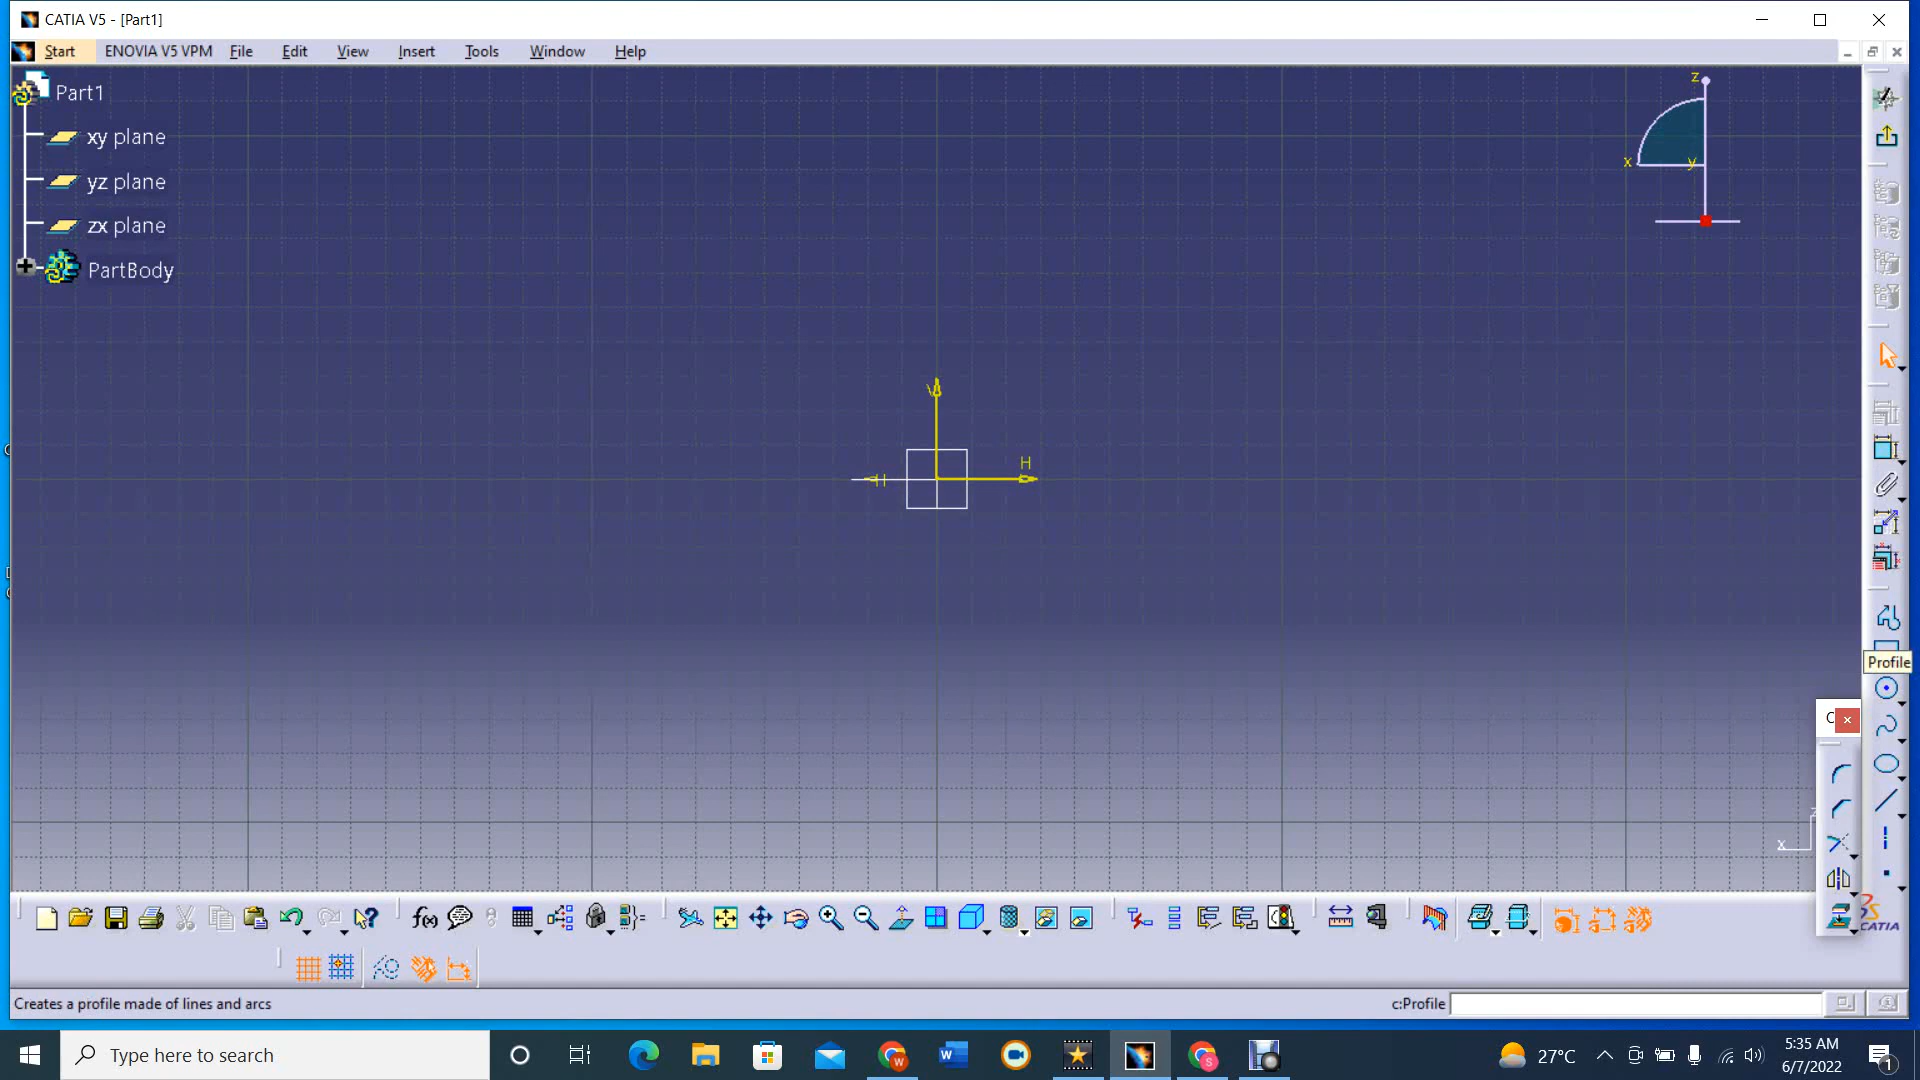 CATIA V5 - [Part1]
Start ENOVIA V5 VPM File Edit View Insert Tools Window Help
Part1
xy plane
yz plane
zx plane
PartBody
z
x y
V
H
H
Profile
C
x
z
f(x)
CATIA
Creates a profile made of lines and arcs
c:Profile
Type here to search
27°C
5:35 AM
6/7/2022
1